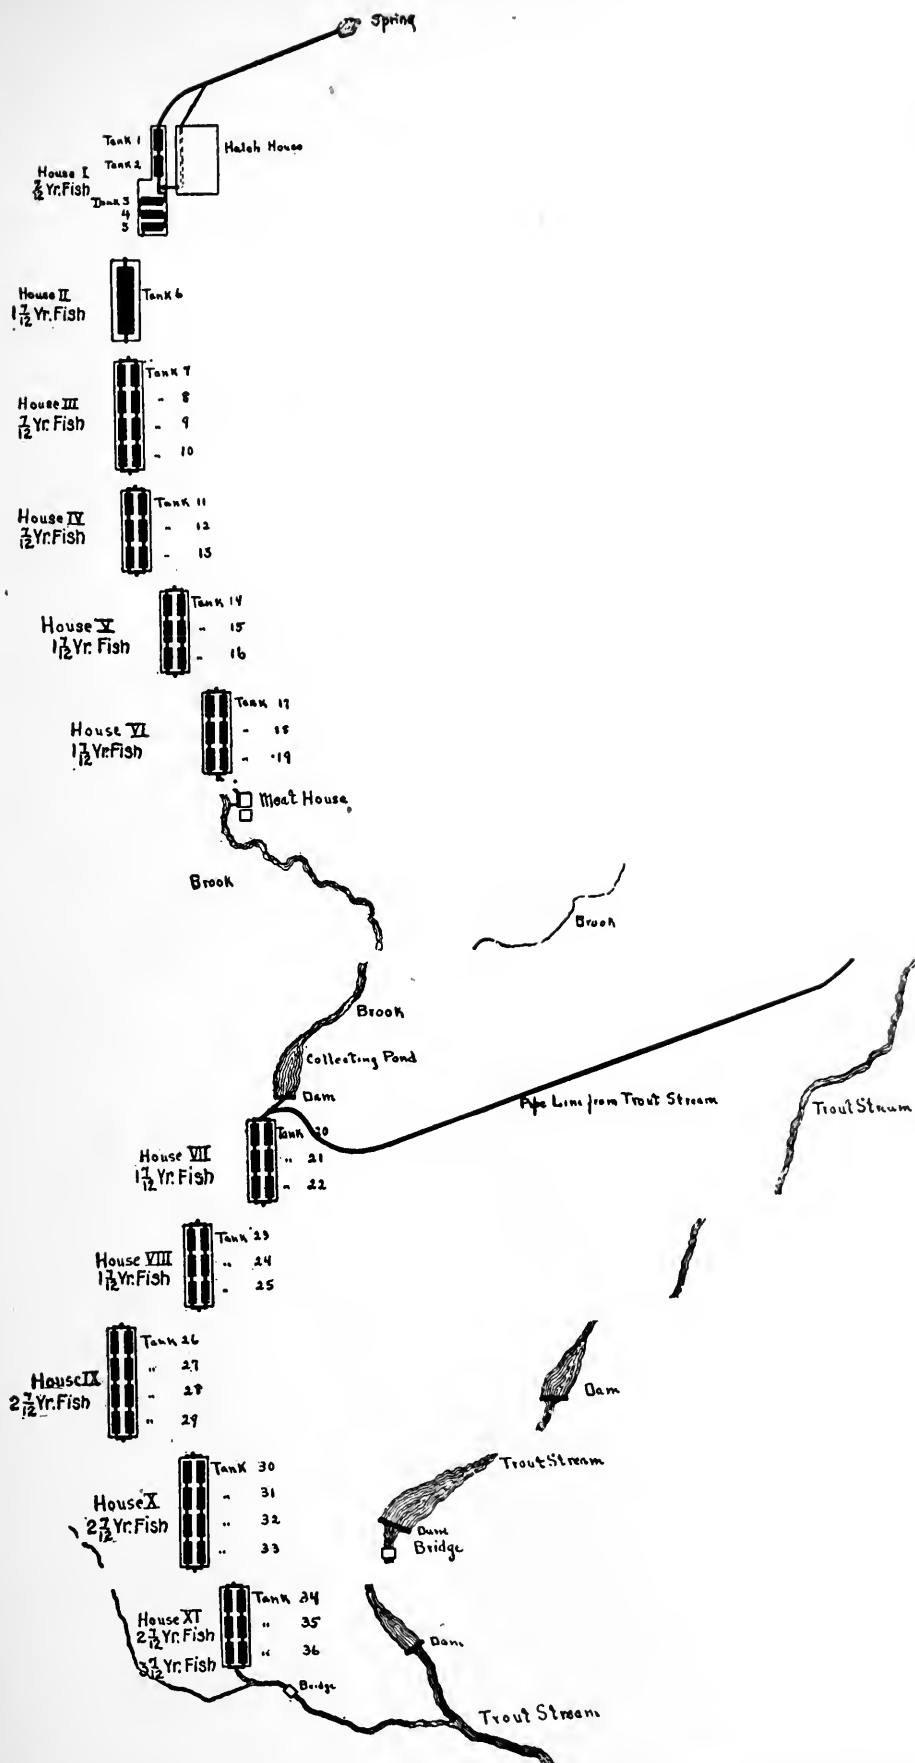 Spring
Tank 1
Hatch House
Tank 2
House I
7/12 Yr. Fish
Tank 3
4
5
House II
1 7/12 Yr. Fish
Tank 6
Tank 7
" 8
House III
7/12 Yr. Fish
" 9
" 10
Tank 11
House IV
7/12 Yr. Fish
" 12
" 13
Tank 14
House V
1 7/12 Yr. Fish
" 15
" 16
Tank 17
House VI
1 7/12 Yr. Fish
" 18
" 19
Meat House
Brook
Brook
Brook
Collecting Pond
Dam
Pipe Line from Trout Stream
Trout Stream
Tank 20
House VII
1 7/12 Yr. Fish
" 21
" 22
Tank 23
House VIII
1 7/12 Yr. Fish
" 24
" 25
Tank 26
" 27
House IX
2 7/12 Yr. Fish
" 28
" 29
Dam
Trout Stream
Tank 30
" 31
House X
2 7/12 Yr. Fish
" 32
" 33
Dam
Bridge
Tank 34
House XI
2 7/12 Yr. Fish
3 7/12 Yr. Fish
" 35
" 36
Dam
Bridge
Trout Stream